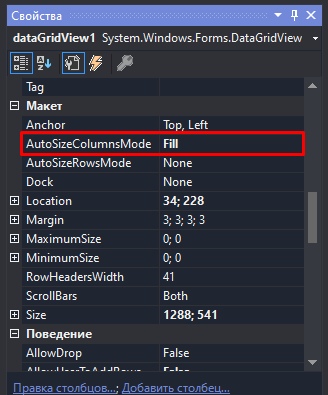 Свойства
dataGridView1 System.Windows.Forms.DataGridView
Tag
Макет
Anchor Top, Left
AutoSizeColumnsMode Fill
AutoSizeRowsMode None
Dock None
Location 34; 228
Margin 3; 3; 3; 3
MaximumSize 0; 0
MinimumSize 0; 0
RowHeadersWidth 41
ScrollBars Both
Size 1288; 541
Поведение
AllowDrop False
AllowUserToAddRows False
Правка столбцов...; Добавить столбец...